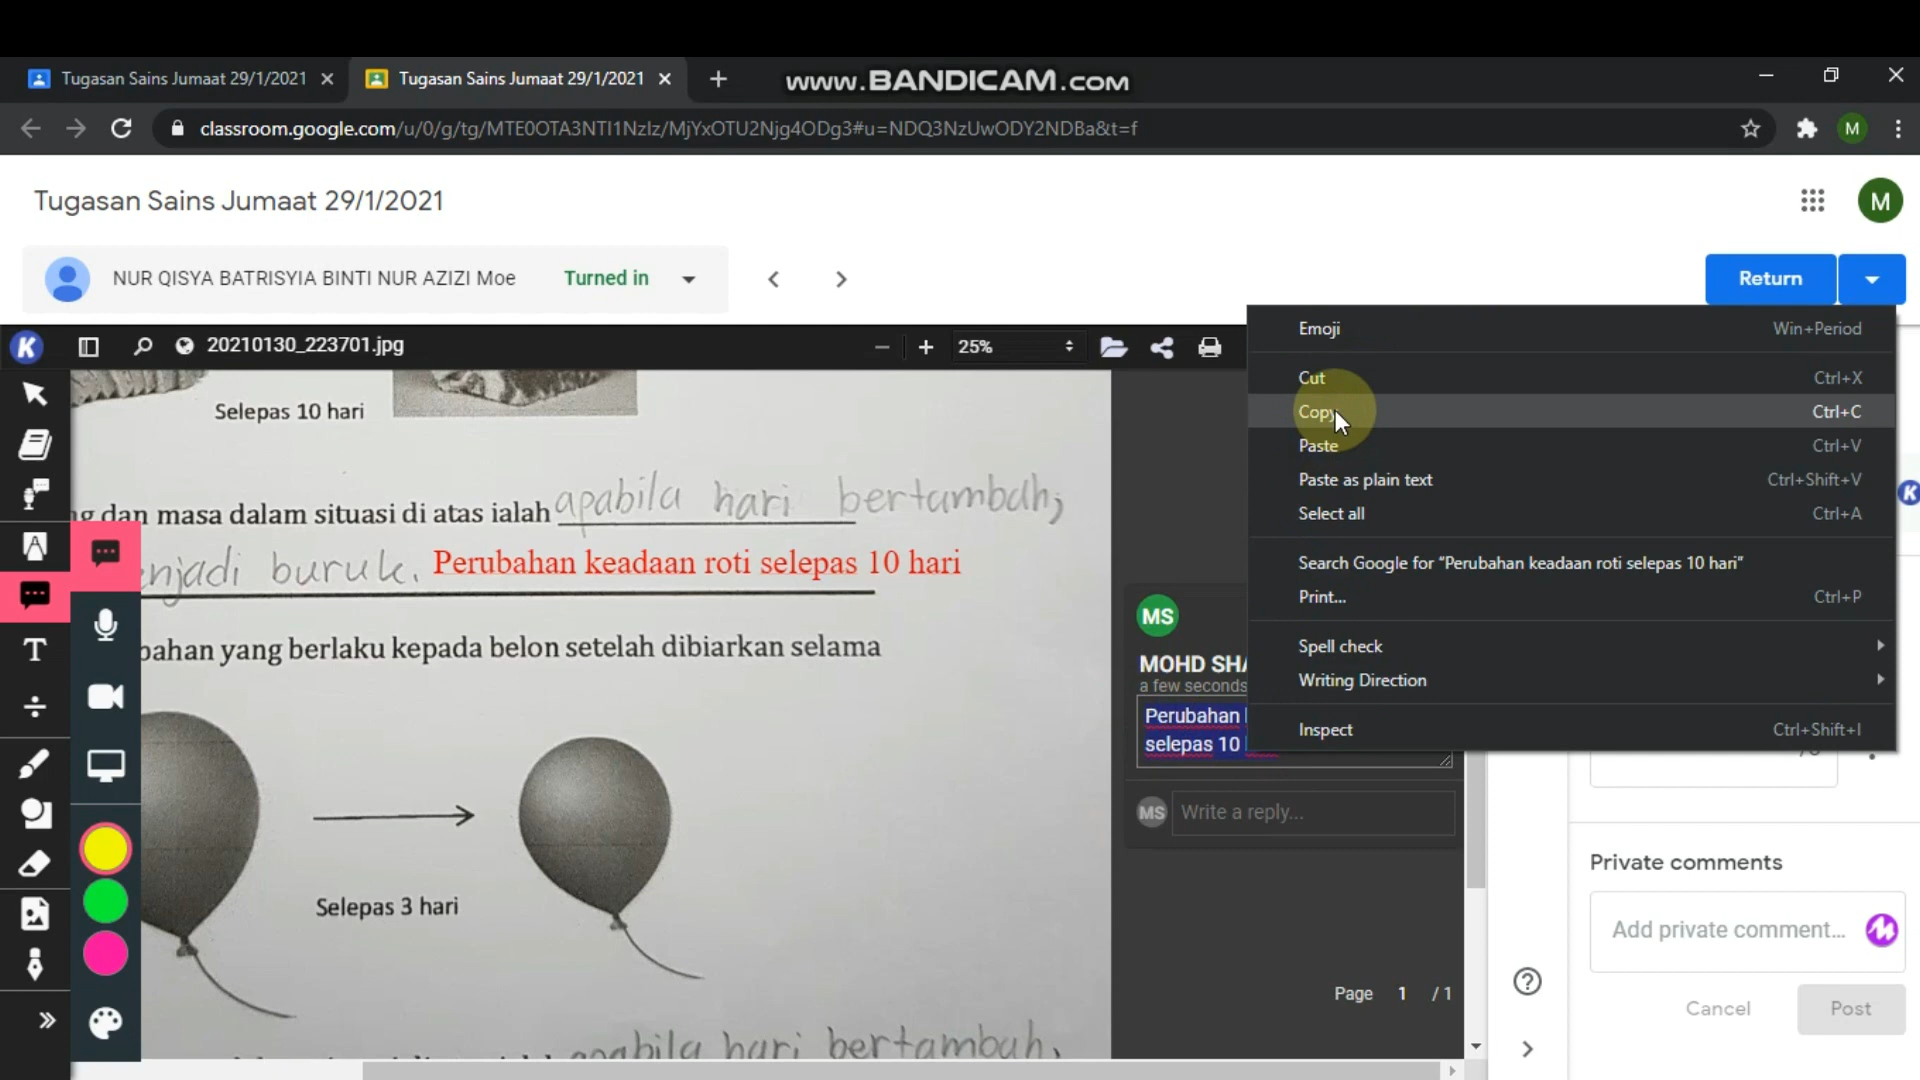 www.BANDICAM.com
Tugasan Sains Jumaat 29/1/2021
Tugasan Sains Jumaat 29/1/2021
classroom.google.com/u/0/g/tg/MTE0OTA3NTI1NzIz/MjYxOTU2Njg4ODg3#u=NDQ3NzUwODY2NDBa&t=f
M
Tugasan Sains Jumaat 29/1/2021
M
NUR QISYA BATRISYIA BINTI NUR AZIZI Moe Turned in
Return
K
20210130_223701.jpg
25%
Emoji Win+Period
Cut Ctrl+X
Copy Ctrl+C
Paste Ctrl+V
Paste as plain text Ctrl+Shift+V
Select all Ctrl+A
Search Google for “Perubahan keadaan roti selepas 10 hari”
Print... Ctrl+P
Spell check
Writing Direction
Inspect Ctrl+Shift+I
Selepas 10 hari
dan masa dalam situasi di atas ialah apabila hari bertambah,
enjadi buruk. Perubahan keadaan roti selepas 10 hari
bahan yang berlaku kepada belon setelah dibiarkan selama
Selepas 3 hari
apabila hari bertambah,
T
MS
MOHD SHA
a few seconds
Perubahan
selepas 10
MS Write a reply...
Page 1 / 1
K
Private comments
Add private comment...
Cancel Post